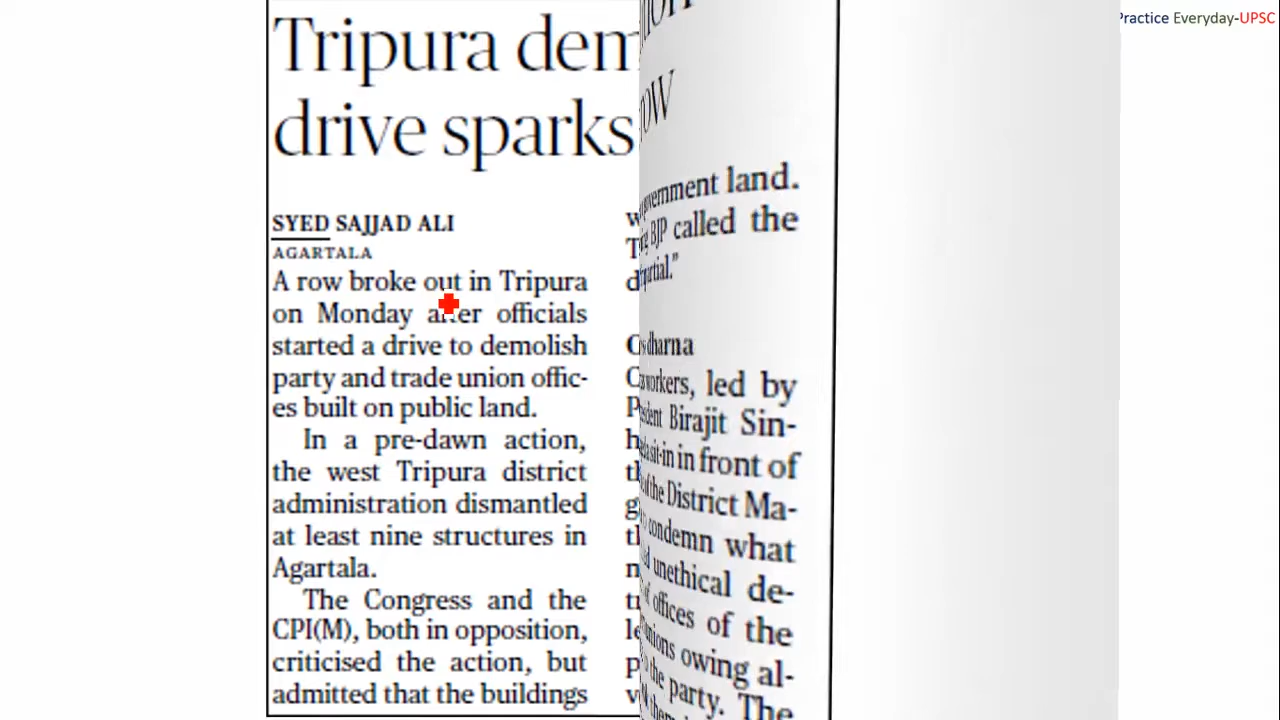 Practice Everyday-UPSC
Tripura
drive sparks
SYED SAJJAD ALI
AGARTALA
A row broke out in Tripura
on Monday after officials
started a drive to demolish
party and trade union offic-
es built on public land.
In a pre-dawn action,
the west Tripura district
administration dismantled
at least nine structures in
Agartala.
The Congress and the
CPI(M), both in opposition,
criticised the action, but
admitted that the buildings
land.
BJP called the
dharna
led by
Birajit Sin-
in front of
the District Ma-
condemn what
unethical de-
offices of the
owing al-
the party. The